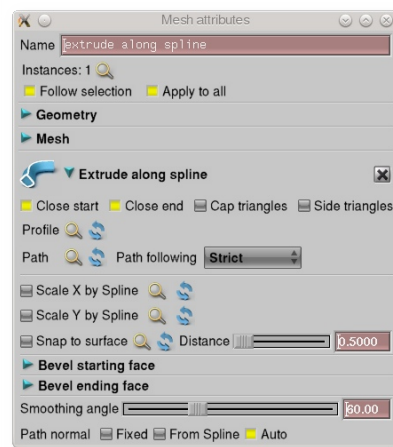 Mesh attributes
Name extrude along spline
Instances: 1
Follow selection Apply to all
Geometry
Mesh
Extrude along spline
Close start Close end Cap triangles Side triangles
Profile
Path Path following Strict
Scale X by Spline
Scale Y by Spline
Snap to surface Distance 0.5000
Bevel starting face
Bevel ending face
Smoothing angle 60.00
Path normal Fixed From Spline Auto